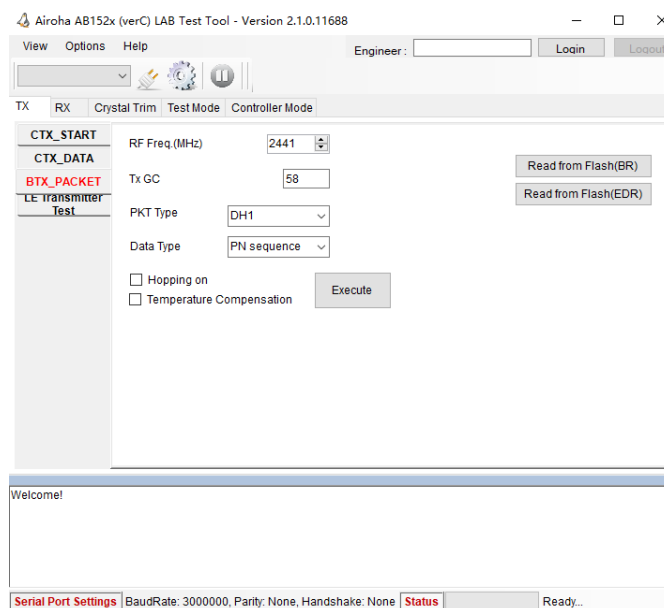 Airoha AB152x (verC) LAB Test Tool - Version 2.1.0.11688
View Options Help
Engineer :
Login
Logout
TX RX Crystal Trim Test Mode Controller Mode
CTX_START
CTX_DATA
BTX_PACKET
LE Transmitter
Test
RF Freq.(MHz) 2441
Tx GC 58
PKT Type DH1
Data Type PN sequence
Hopping on
Temperature Compensation
Execute
Read from Flash(BR)
Read from Flash(EDR)
Welcome!
Serial Port Settings BaudRate: 3000000, Parity: None, Handshake: None Status Ready...